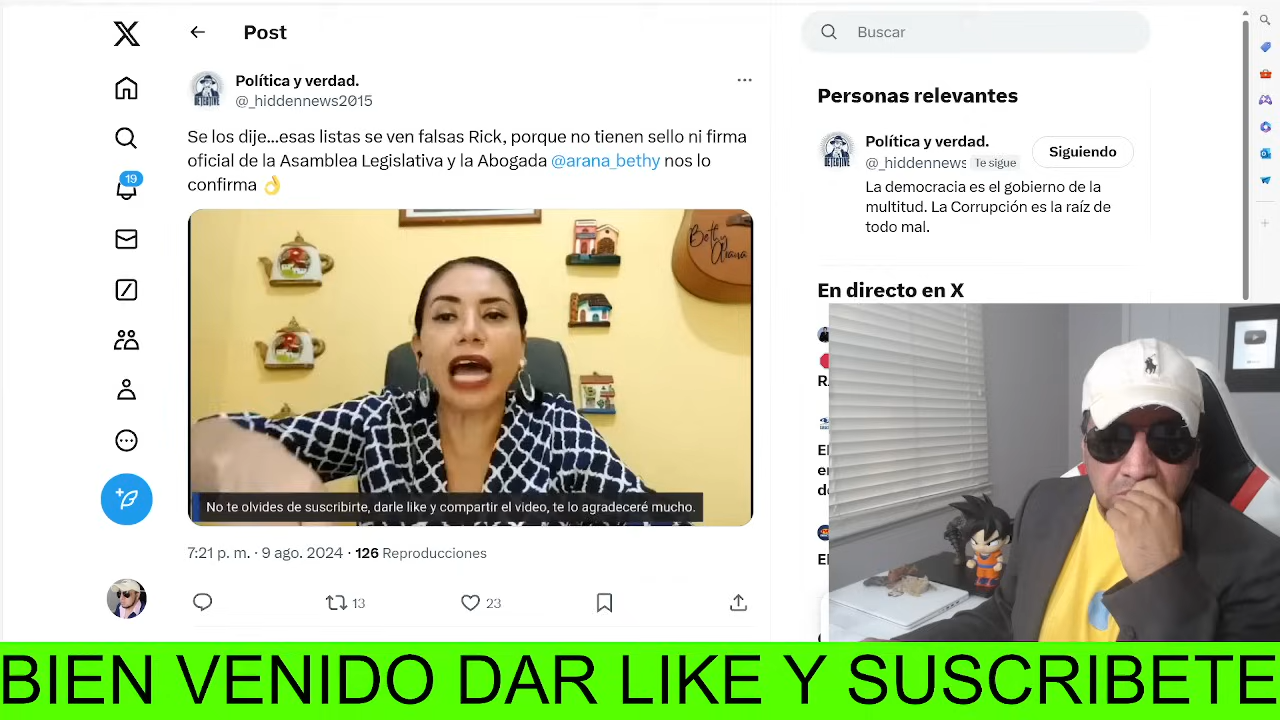 Post
Buscar
Política y verdad.
@_hiddennews2015
Se los dije...esas listas se ven falsas Rick, porque no tienen sello ni firma
oficial de la Asamblea Legislativa y la Abogada @arana_bethy nos lo
confirma 👌
Bethy
Arana
No te olvides de suscribirte, darle like y compartir el video, te lo agradeceré mucho.
7:21 p. m. · 9 ago. 2024 · 126 Reproducciones
13
23
19
Personas relevantes
Política y verdad.
@_hiddennews Te sigue
Siguiendo
La democracia es el gobierno de la
multitud. La Corrupción es la raíz de
todo mal.
En directo en X
BIEN VENIDO DAR LIKE Y SUSCRIBETE